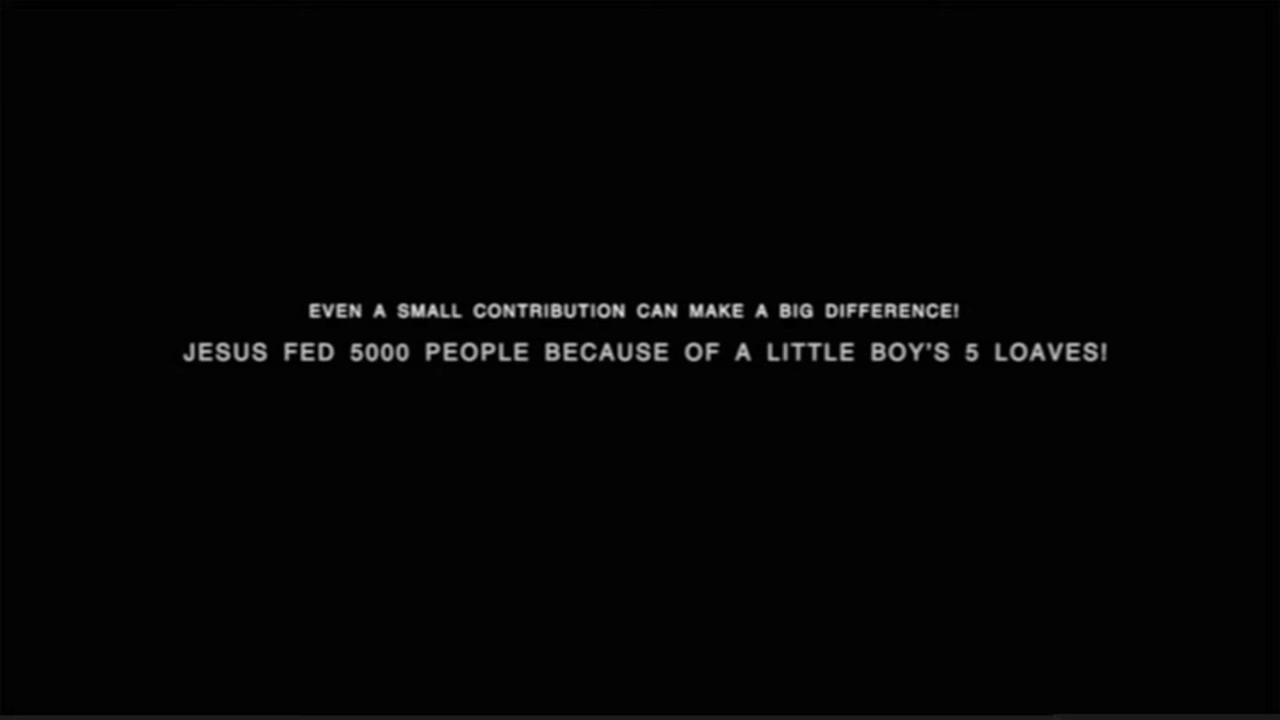 EVEN A SMALL CONTRIBUTION CAN MAKE A BIG DIFFERENCE!
JESUS FED 5000 PEOPLE BECAUSE OF A LITTLE BOY'S 5 LOAVES!